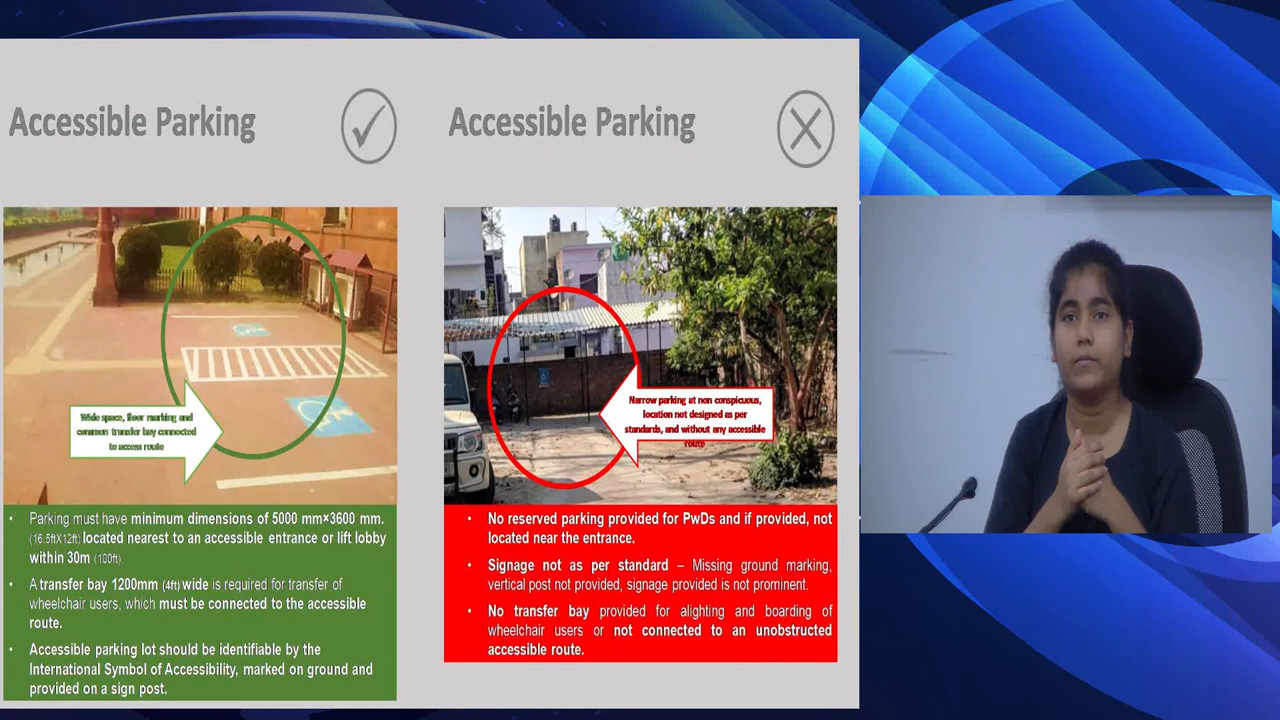 Accessible Parking
Wide space, floor marking and
common transfer bay connected
to access route
• Parking must have minimum dimensions of 5000 mm×3600 mm.
(16.5ftX12ft) located nearest to an accessible entrance or lift lobby
within 30m (100ft).
• A transfer bay 1200mm (4ft) wide is required for transfer of
wheelchair users, which must be connected to the accessible
route.
• Accessible parking lot should be identifiable by the
International Symbol of Accessibility, marked on ground and
provided on a sign post.
Accessible Parking
Narrow parking at non conspicuous,
location not designed as per
standards, and without any accessible
route
• No reserved parking provided for PwDs and if provided, not
located near the entrance.
• Signage not as per standard – Missing ground marking,
vertical post not provided, signage provided is not prominent.
• No transfer bay provided for alighting and boarding of
wheelchair users or not connected to an unobstructed
accessible route.